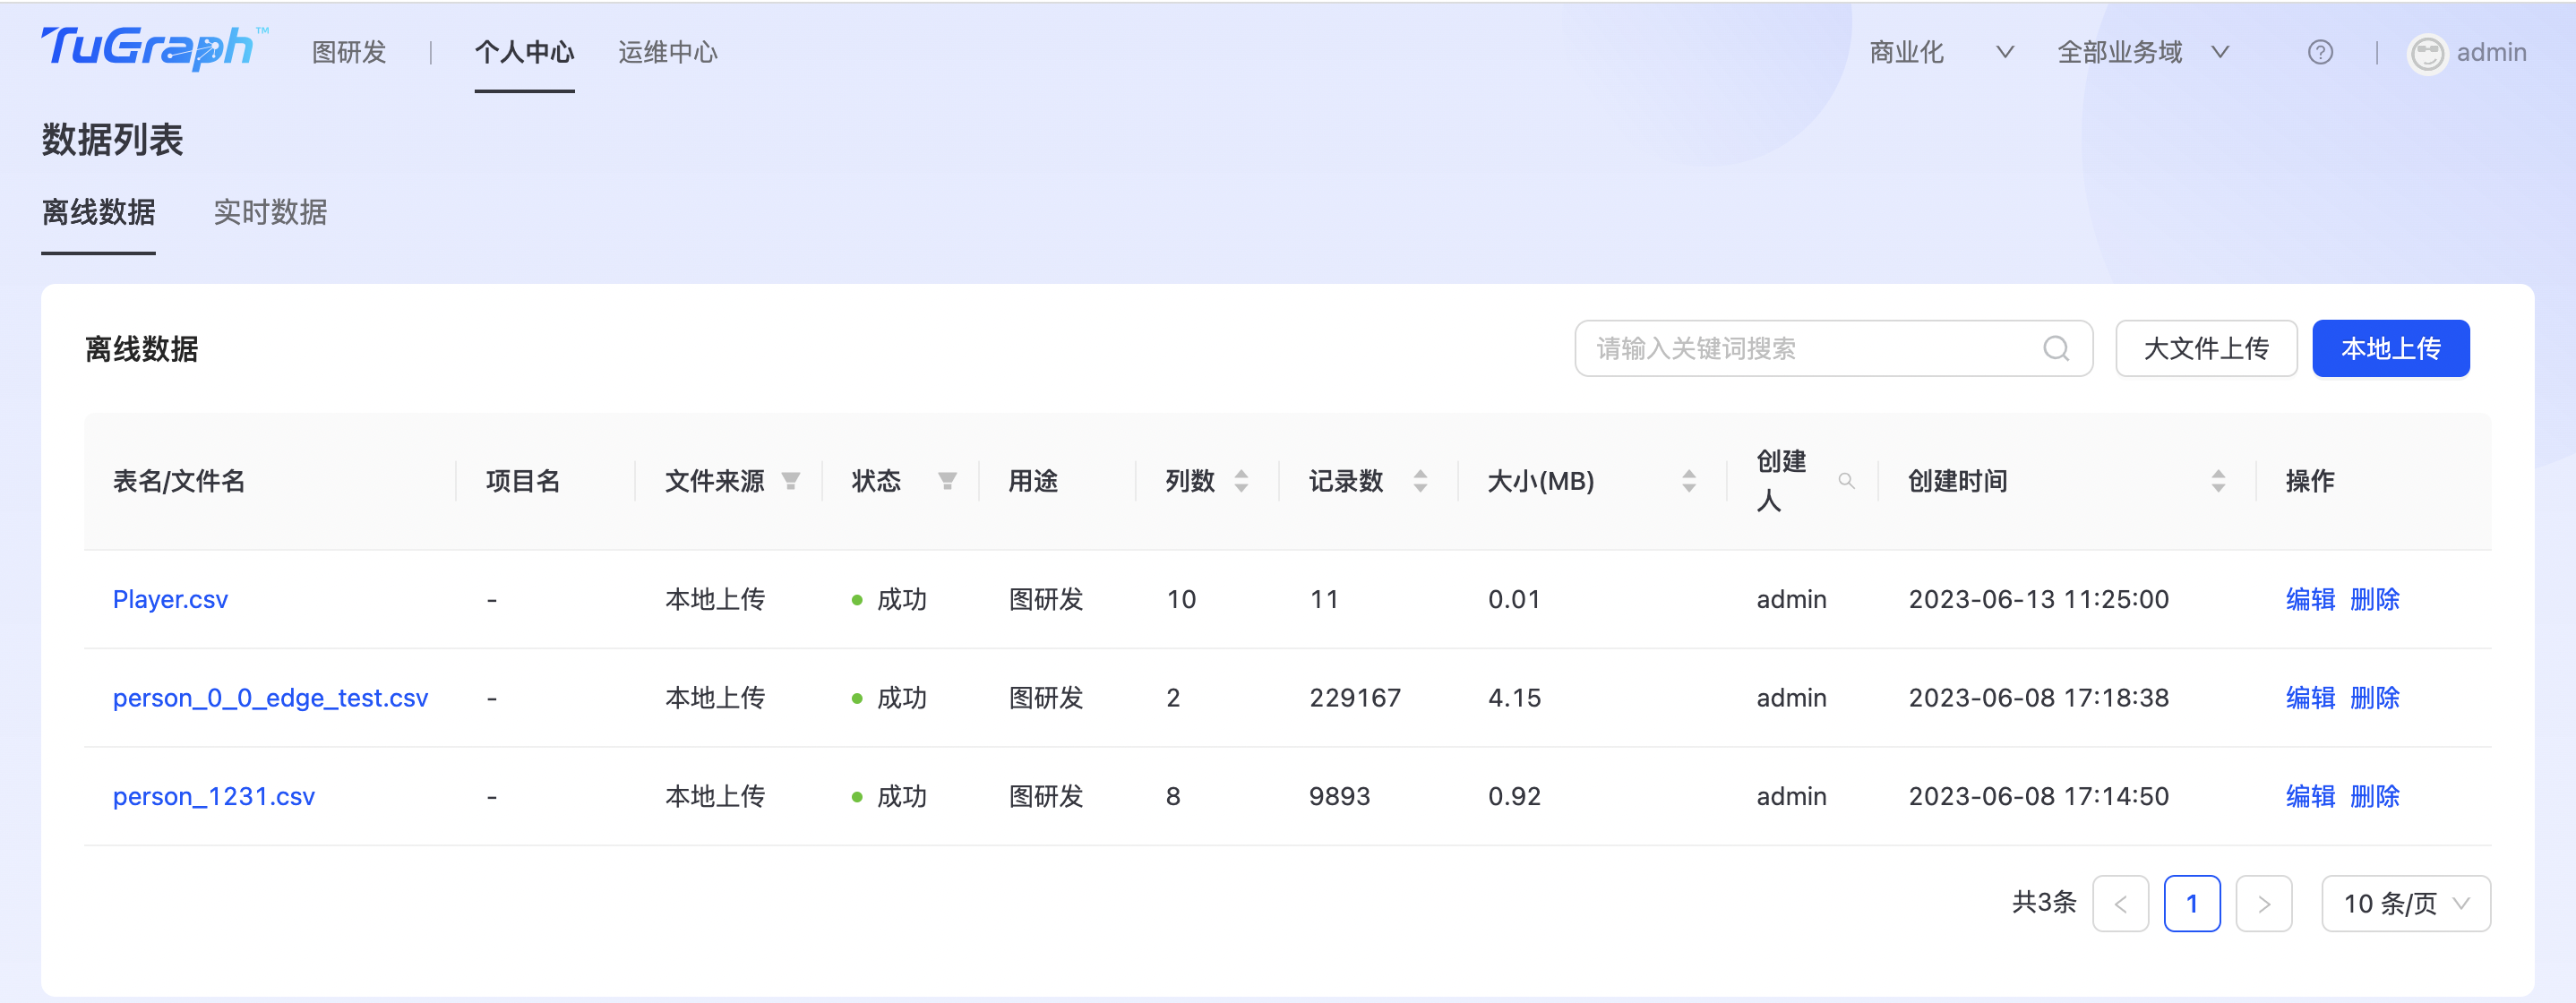 TuGraph™ 图研发 | 个人中心 运维中心 商业化 全部业务域 ? | admin
数据列表
离线数据 实时数据
离线数据 请输入关键词搜索 大文件上传 本地上传
表名/文件名 项目名 文件来源 状态 用途 列数 记录数 大小(MB) 创建人 创建时间 操作
Player.csv - 本地上传 成功 图研发 10 11 0.01 admin 2023-06-13 11:25:00 编辑 删除
person_0_0_edge_test.csv - 本地上传 成功 图研发 2 229167 4.15 admin 2023-06-08 17:18:38 编辑 删除
person_1231.csv - 本地上传 成功 图研发 8 9893 0.92 admin 2023-06-08 17:14:50 编辑 删除
共3条 < 1 > 10 条/页